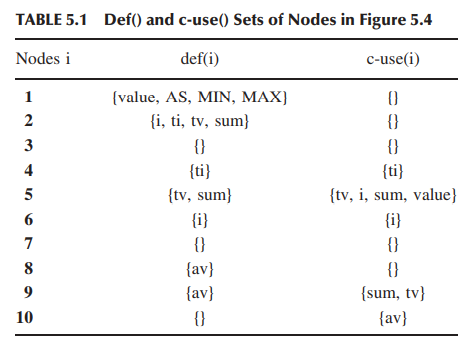 TABLE 5.1 Def() and c-use() Sets of Nodes in Figure 5.4
Nodes i def(i) c-use(i)
1 {value, AS, MIN, MAX} {}
2 {i, ti, tv, sum} {}
3 {} {}
4 {ti} {ti}
5 {tv, sum} {tv, i, sum, value}
6 {i} {i}
7 {} {}
8 {av} {}
9 {av} {sum, tv}
10 {} {av}